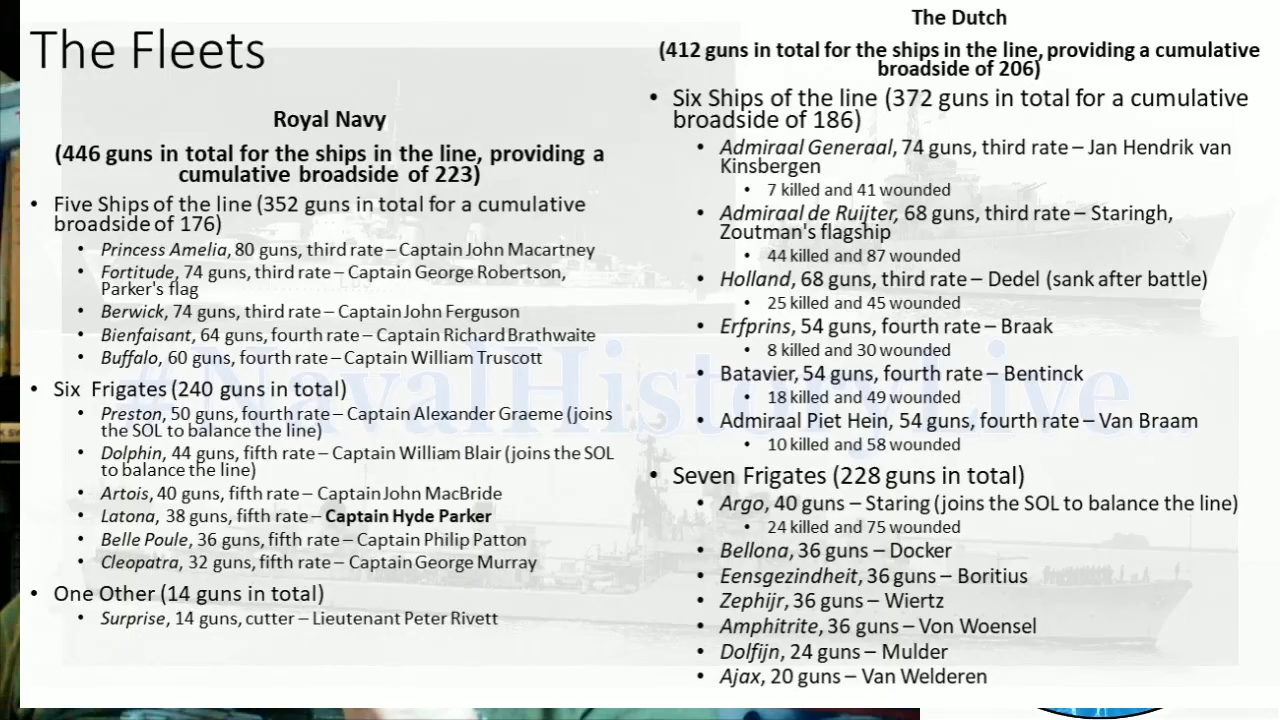 The Fleets
Royal Navy
(446 guns in total for the ships in the line, providing a
cumulative broadside of 223)
• Five Ships of the line (352 guns in total for a cumulative
broadside of 176)
• Princess Amelia, 80 guns, third rate – Captain John Macartney
• Fortitude, 74 guns, third rate – Captain George Robertson,
Parker's flag
• Berwick, 74 guns, third rate – Captain John Ferguson
• Bienfaisant, 64 guns, fourth rate – Captain Richard Brathwaite
• Buffalo, 60 guns, fourth rate – Captain William Truscott
• Six Frigates (240 guns in total)
• Preston, 50 guns, fourth rate – Captain Alexander Graeme (joins
the SOL to balance the line)
• Dolphin, 44 guns, fifth rate – Captain William Blair (joins the SOL
to balance the line)
• Artois, 40 guns, fifth rate – Captain John MacBride
• Latona, 38 guns, fifth rate – Captain Hyde Parker
• Belle Poule, 36 guns, fifth rate – Captain Philip Patton
• Cleopatra, 32 guns, fifth rate – Captain George Murray
• One Other (14 guns in total)
• Surprise, 14 guns, cutter – Lieutenant Peter Rivett
The Dutch
(412 guns in total for the ships in the line, providing a cumulative
broadside of 206)
• Six Ships of the line (372 guns in total for a cumulative
broadside of 186)
• Admiraal Generaal, 74 guns, third rate – Jan Hendrik van
Kinsbergen
• 7 killed and 41 wounded
• Admiraal de Ruijter, 68 guns, third rate – Staringh,
Zoutman's flagship
• 44 killed and 87 wounded
• Holland, 68 guns, third rate – Dedel (sank after battle)
• 25 killed and 45 wounded
• Erfprins, 54 guns, fourth rate – Braak
• 8 killed and 30 wounded
• Batavier, 54 guns, fourth rate – Bentinck
• 18 killed and 49 wounded
• Admiraal Piet Hein, 54 guns, fourth rate – Van Braam
• 10 killed and 58 wounded
• Seven Frigates (228 guns in total)
• Argo, 40 guns – Staring (joins the SOL to balance the line)
• 24 killed and 75 wounded
• Bellona, 36 guns – Docker
• Eensgezindheit, 36 guns – Boritius
• Zephijr, 36 guns – Wiertz
• Amphitrite, 36 guns – Von Woensel
• Dolfijn, 24 guns – Mulder
• Ajax, 20 guns – Van Welderen
#NavalHistoryLive...